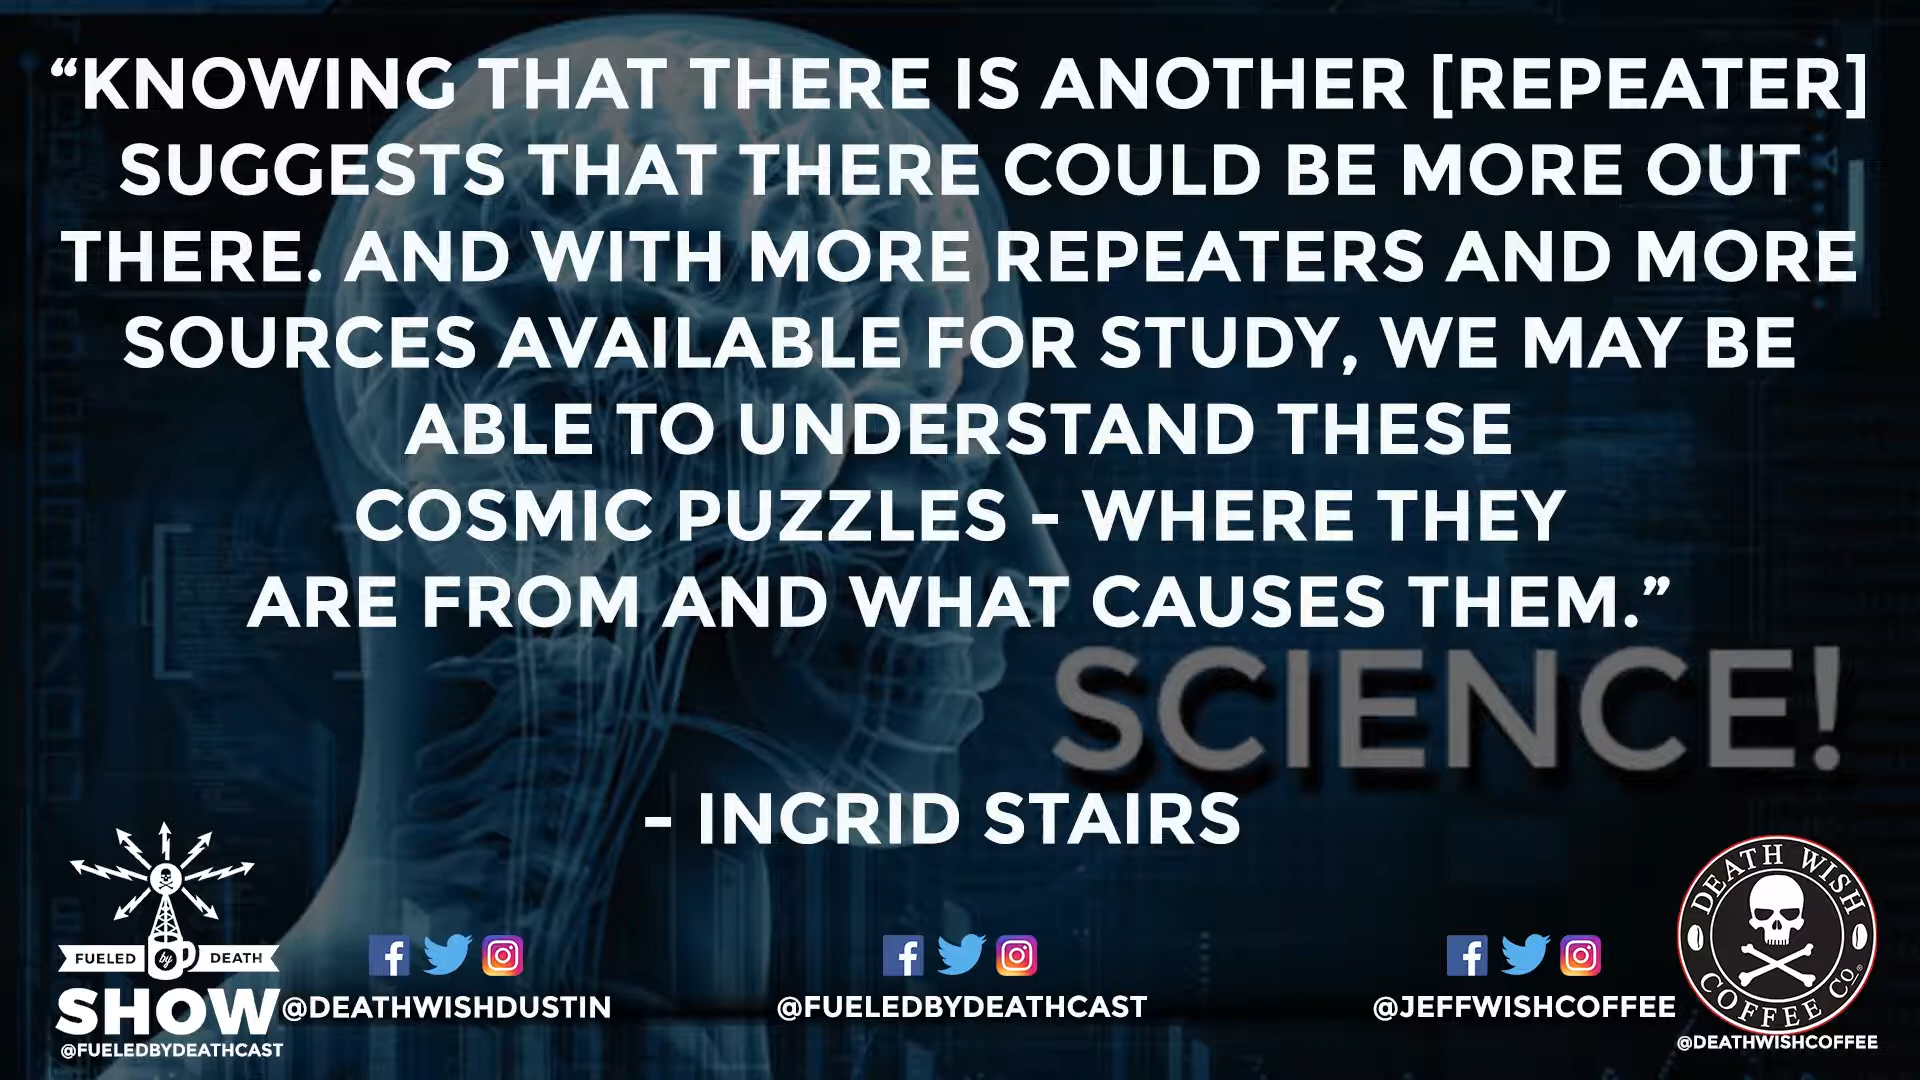 “KNOWING THAT THERE IS ANOTHER [REPEATER]
SUGGESTS THAT THERE COULD BE MORE OUT
THERE. AND WITH MORE REPEATERS AND MORE
SOURCES AVAILABLE FOR STUDY, WE MAY BE
ABLE TO UNDERSTAND THESE
COSMIC PUZZLES - WHERE THEY
ARE FROM AND WHAT CAUSES THEM.”
SCIENCE!
- INGRID STAIRS
FUELED by DEATH
SHOW
@FUELEDBYDEATHCAST
@DEATHWISHDUSTIN
@FUELEDBYDEATHCAST
@JEFFWISHCOFFEE
DEATH WISH
COFFEE CO.®
@DEATHWISHCOFFEE